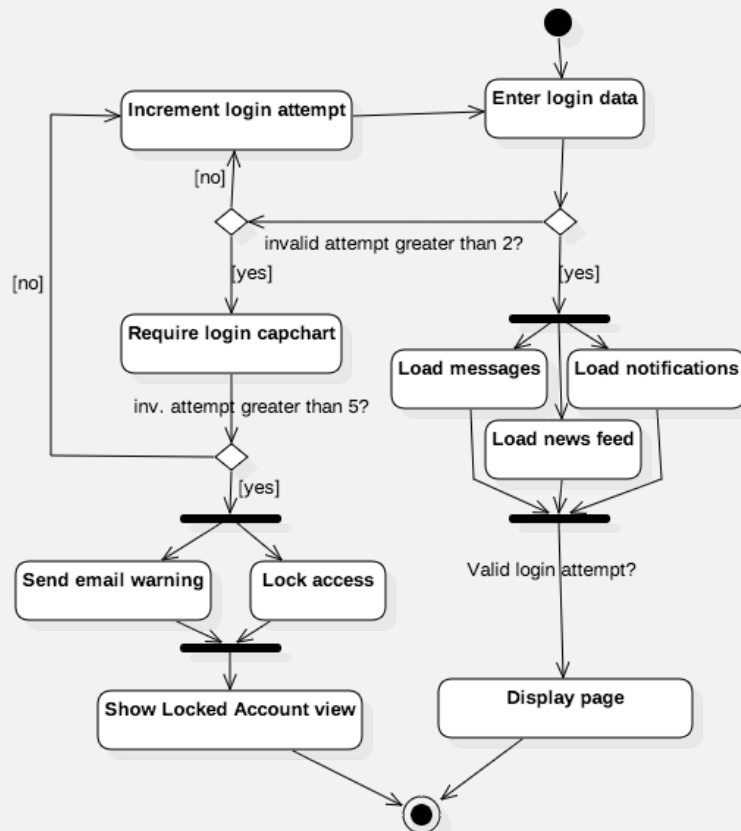 Enter login data
Increment login attempt
[no]
invalid attempt greater than 2?
[yes]
[yes]
[no]
Require login capchart
Load messages
Load notifications
inv. attempt greater than 5?
Load news feed
[yes]
Send email warning
Lock access
Valid login attempt?
Show Locked Account view
Display page